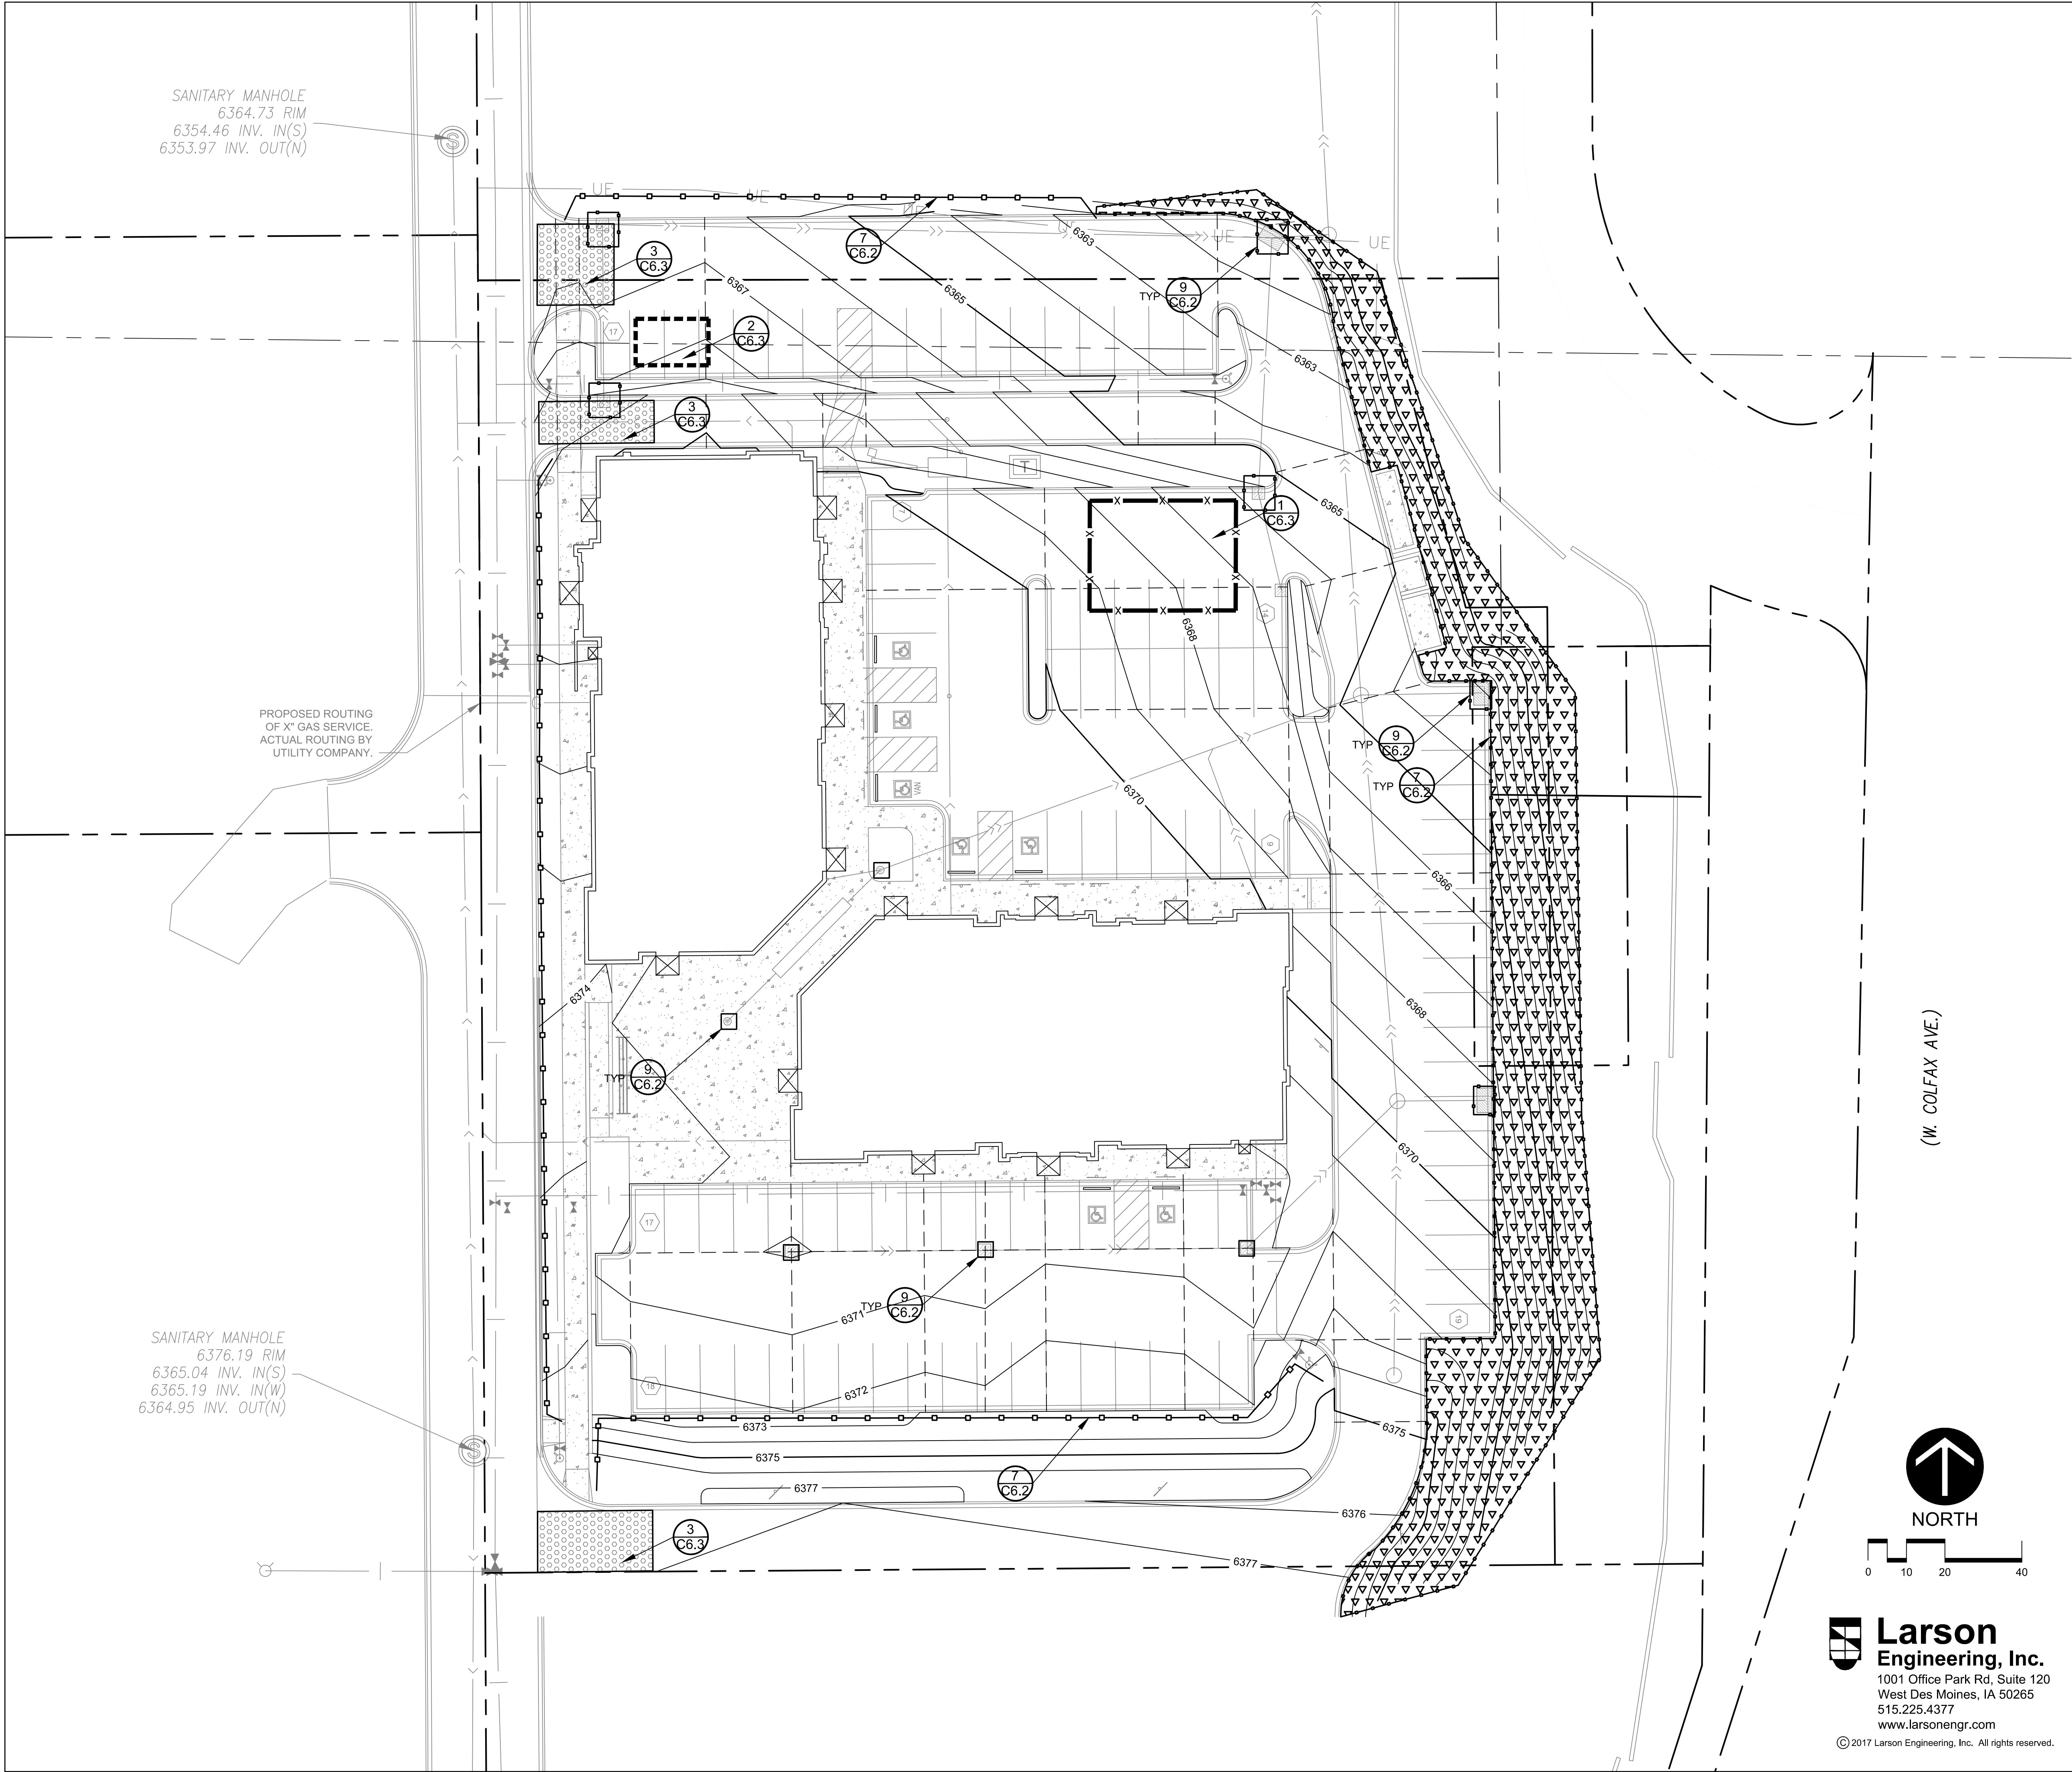 SANITARY MANHOLE
6364.73 RIM
6354.46 INV. IN(S)
6353.97 INV. OUT(N)
UE
UE
UE
UE
UE
UE
3
C6.3
7
C6.2
6363
6367
6365
TYP
9
C6.2
17
2
C6.3
6363
3
C6.3
T
7
1
C6.3
6365
14
6368
PROPOSED ROUTING
OF X" GAS SERVICE.
ACTUAL ROUTING BY
UTILITY COMPANY.
TYP
9
C6.2
TYP
7
C6.2
VAN
6370
6366
6374
6368
TYP
9
C6.2
(W. COLFAX AVE.)
6370
17
TYP
9
C6.2
6371
19
SANITARY MANHOLE
6376.19 RIM
6365.04 INV. IN(S)
6365.19 INV. IN(W)
6364.95 INV. OUT(N)
18
6372
6373
6375
6375
7
C6.2
6377
6376
3
C6.3
6377
S
S
NORTH
0 10 20 40
Larson
Engineering, Inc.
1001 Office Park Rd, Suite 120
West Des Moines, IA 50265
515.225.4377
www.larsonengr.com
© 2017 Larson Engineering, Inc. All rights reserved.